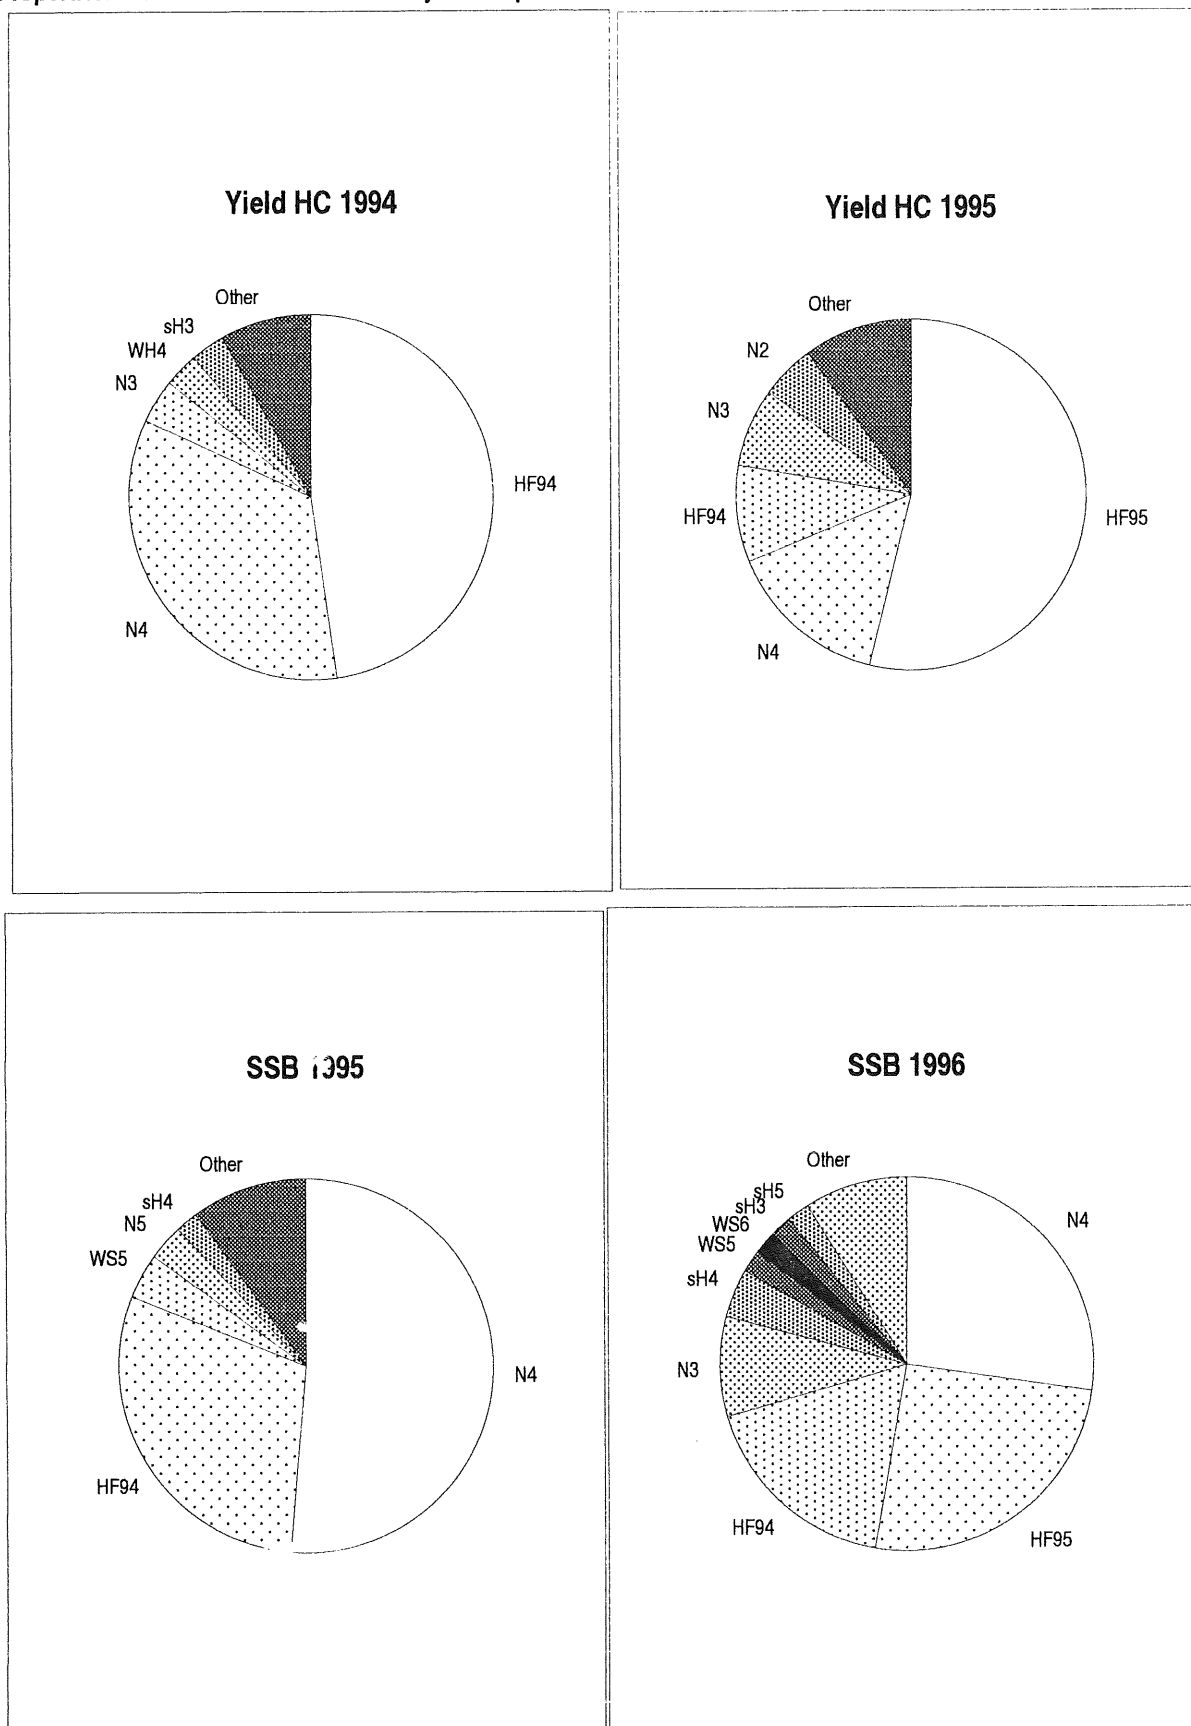 Yield HC 1994
Other
sH3
WH4
N3
HF94
N4
Yield HC 1995
Other
N2
N3
HF94
HF95
N4
SSB 1995
Other
sH4
N5
WS5
N4
HF94
SSB 1996
Other
sH5
sH3
WS6
WS5
sH4
N4
N3
HF94
HF95